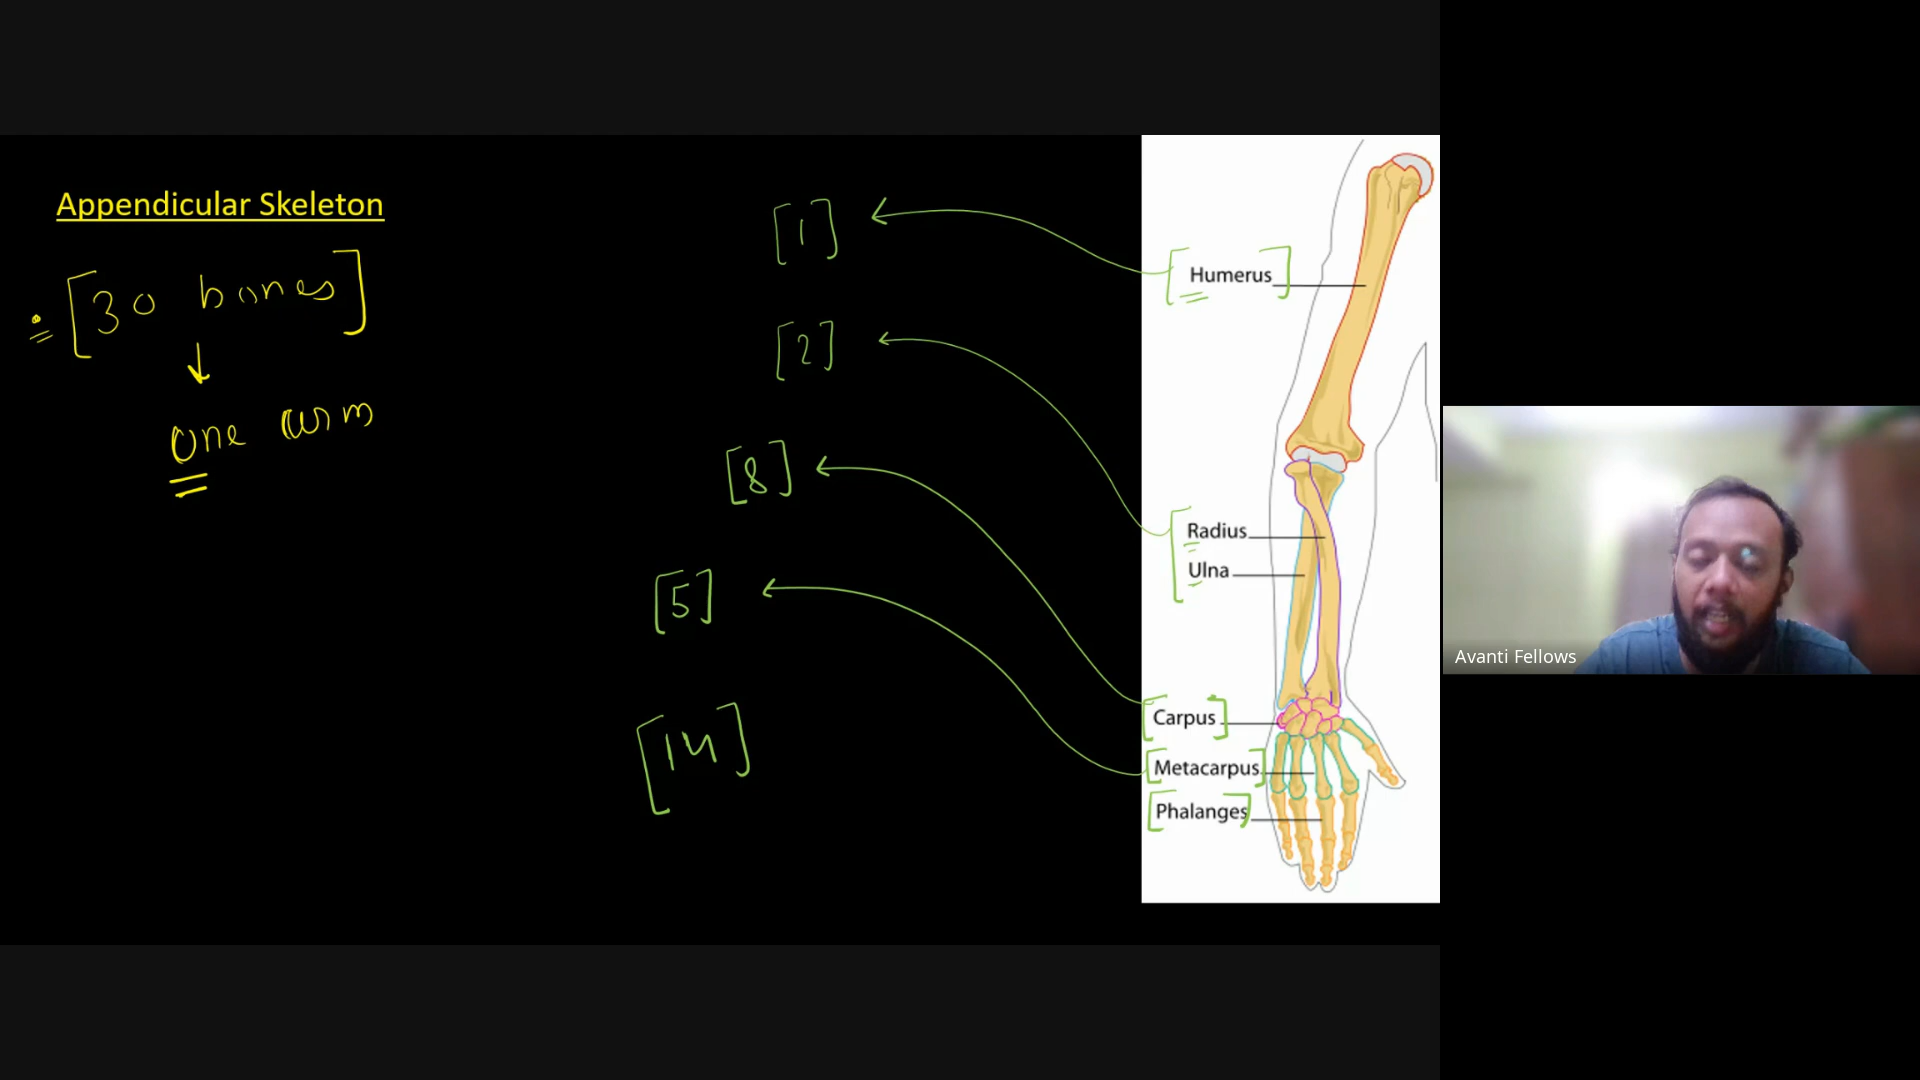 Appendicular Skeleton
[30 bones]
one arm
[1]
[2]
[8]
[5]
[14]
[Humerus]
[Radius
Ulna
[Carpus]
[Metacarpus]
[Phalanges]
Avanti Fellows